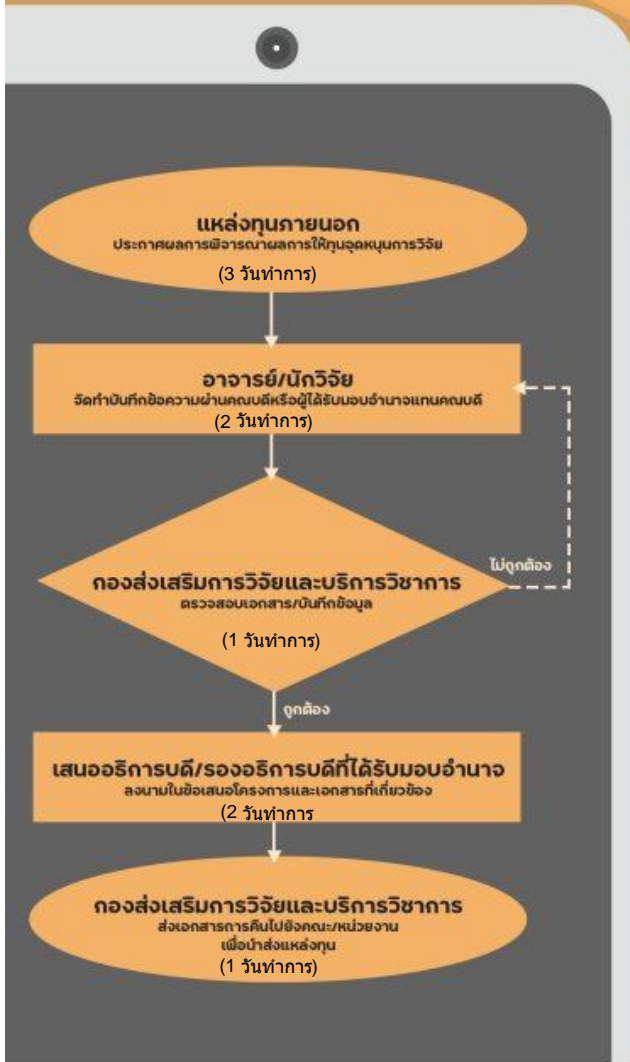 แหล่งทุนภายนอก
ประกาศผลการพิจารณาผลการให้ทุนอุดหนุนการวิจัย
(3 วันทำการ)
อาจารย์/นักวิจัย
จัดทำบันทึกข้อความผ่านคณบดีหรือผู้ได้รับมอบอำนาจแทนคณบดี
(2 วันทำการ)
กองส่งเสริมการวิจัยและบริการวิชาการ
ตรวจสอบเอกสาร/บันทึกข้อมูล
(1 วันทำการ)
ไม่ถูกต้อง
ถูกต้อง
เสนออธิการบดี/รองอธิการบดีที่ได้รับมอบอำนาจ
ลงนามในข้อเสนอโครงการและเอกสารที่เกี่ยวข้อง
(2 วันทำการ
กองส่งเสริมการวิจัยและบริการวิชาการ
ส่งเอกสารการคืนไปยังคณะ/หน่วยงาน
เพื่อนำส่งแหล่งทุน
(1 วันทำการ)